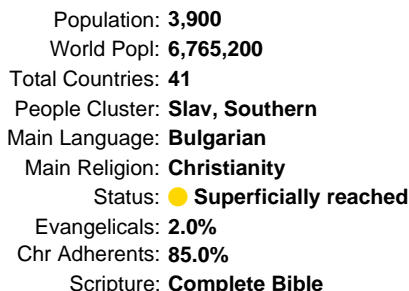 Population: 3,900
World Popl: 6,765,200
Total Countries: 41
People Cluster: Slav, Southern
Main Language: Bulgarian
Main Religion: Christianity
Status: Superficially reached
Evangelicals: 2.0%
Chr Adherents: 85.0%
Scripture: Complete Bible